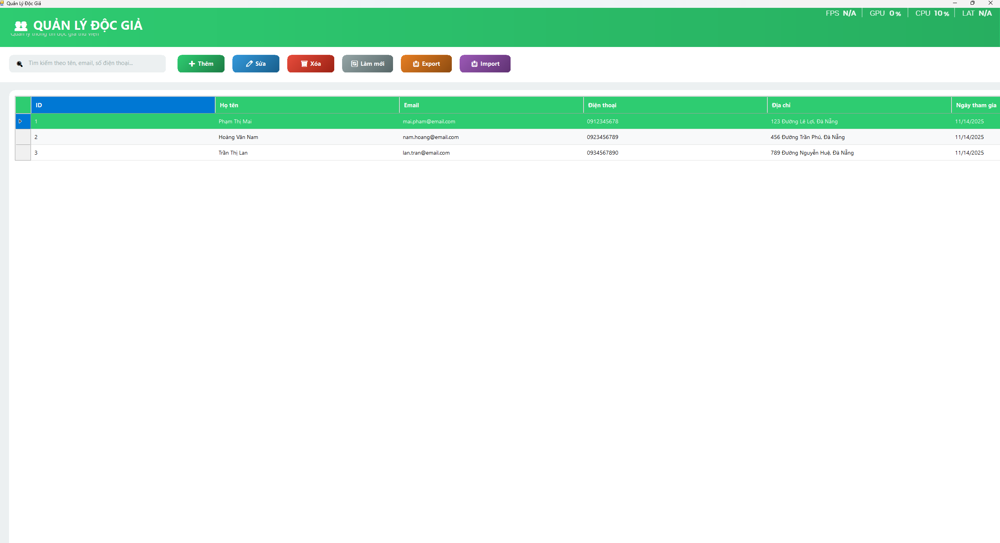 Quản Lý Độc Giả
FPS N/A GPU 0% CPU 10% LAT N/A
QUẢN LÝ ĐỘC GIẢ
Quản lý thông tin độc giả thư viện
Tìm kiếm theo tên, email, số điện thoại... Thêm Sửa Xóa Làm mới Export Import
ID Họ tên Email Điện thoại Địa chỉ Ngày tham gia
1 Phạm Thị Mai mai.pham@email.com 0912345678 123 Đường Lê Lợi, Đà Nẵng 11/14/2025
2 Hoàng Văn Nam nam.hoang@email.com 0923456789 456 Đường Trần Phú, Đà Nẵng 11/14/2025
3 Trần Thị Lan lan.tran@email.com 0934567890 789 Đường Nguyễn Huệ, Đà Nẵng 11/14/2025